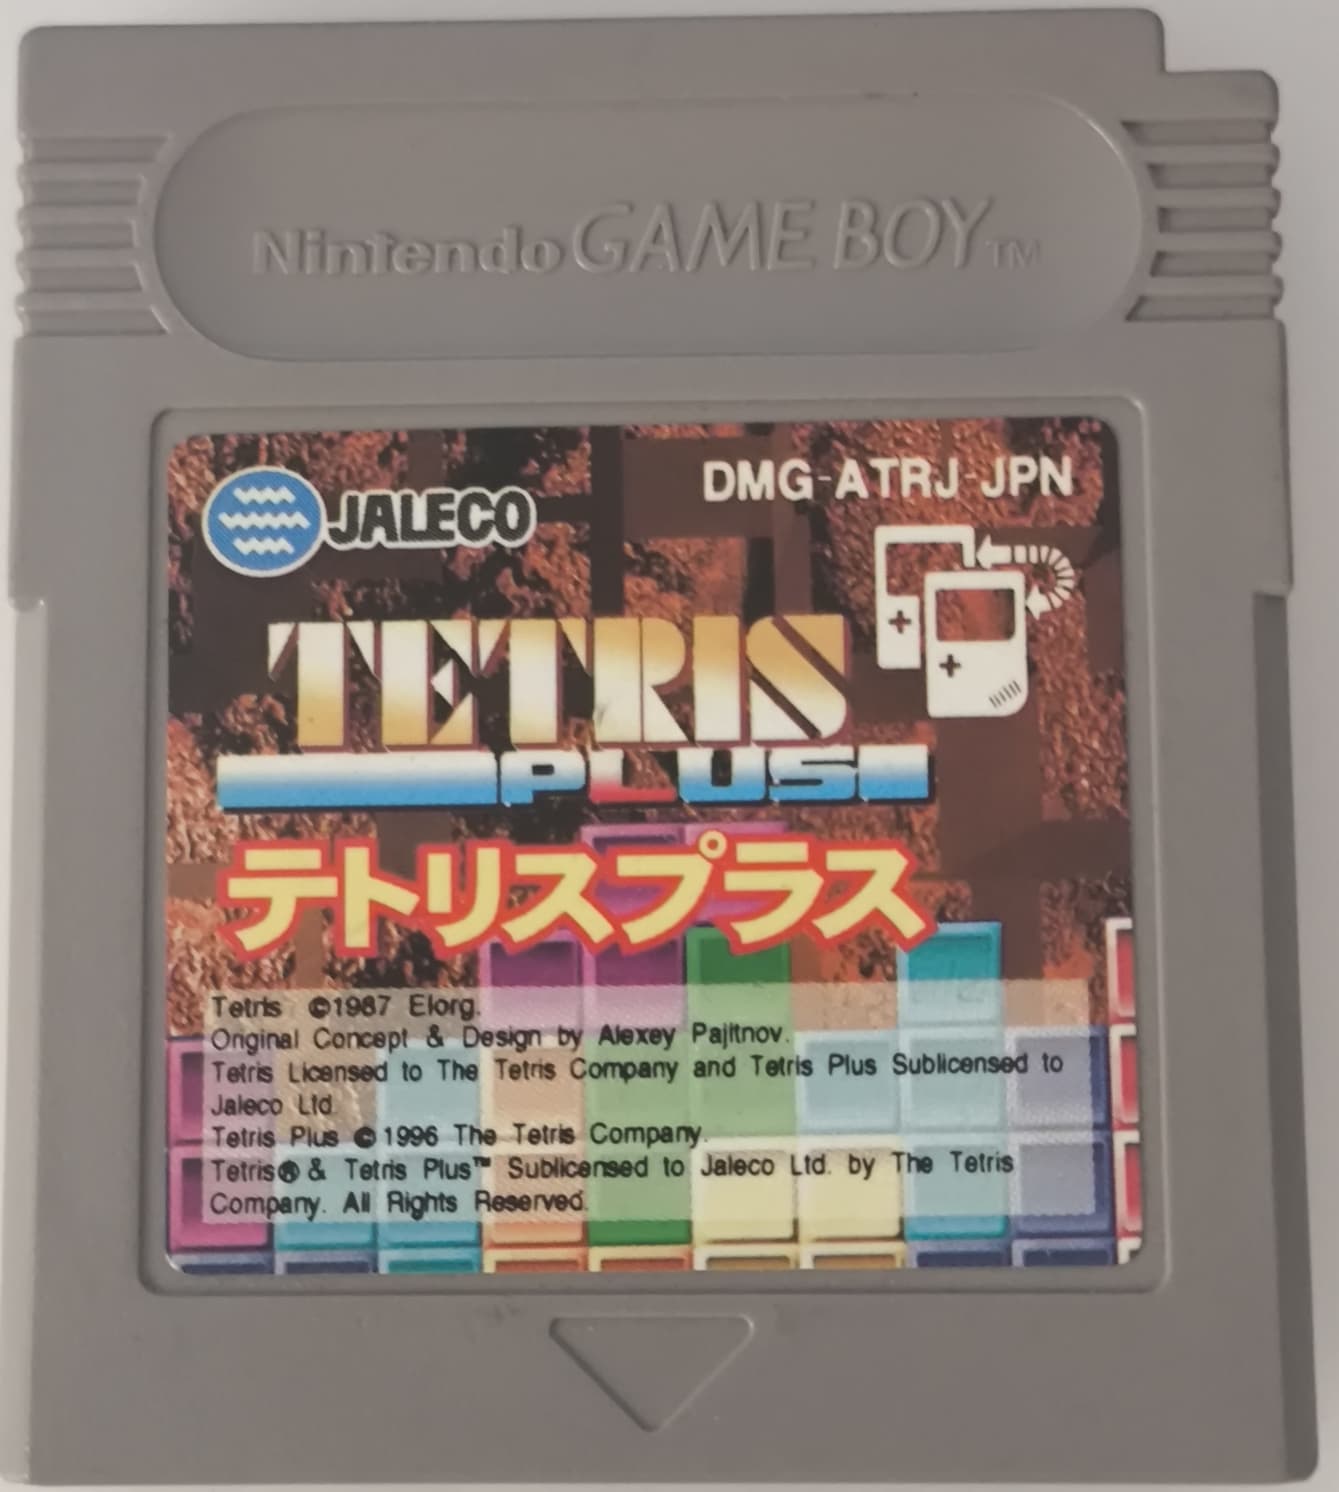 Nintendo GAME BOY™
JALECO
DMG-ATRJ-JPN
TETRIS
PLUS
テトリスプラス
Tetris ©1987 Elorg.
Original Concept & Design by Alexey Pajitnov.
Tetris Licensed to The Tetris Company and Tetris Plus Sublicensed to
Jaleco Ltd.
Tetris Plus ©1996 The Tetris Company.
Tetris® & Tetris Plus™ Sublicensed to Jaleco Ltd. by The Tetris
Company. All Rights Reserved.